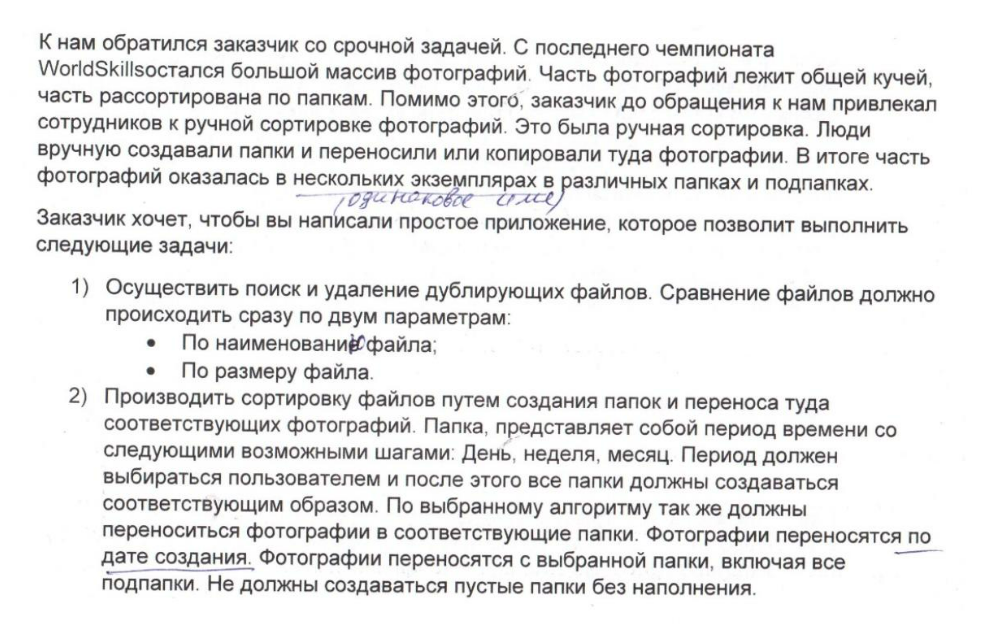 К нам обратился заказчик со срочной задачей. С последнего чемпионата
WorldSkillsостался большой массив фотографий. Часть фотографий лежит общей кучей,
часть рассортирована по папкам. Помимо этого, заказчик до обращения к нам привлекал
сотрудников к ручной сортировке фотографий. Это была ручная сортировка. Люди
вручную создавали папки и переносили или копировали туда фотографии. В итоге часть
фотографий оказалась в нескольких экземплярах в различных папках и подпапках.
(одинаковое имя)
Заказчик хочет, чтобы вы написали простое приложение, которое позволит выполнить
следующие задачи:
1) Осуществить поиск и удаление дублирующих файлов. Сравнение файлов должно
происходить сразу по двум параметрам:
• По наименованию файла;
• По размеру файла.
2) Производить сортировку файлов путем создания папок и переноса туда
соответствующих фотографий. Папка, представляет собой период времени со
следующими возможными шагами: День, неделя, месяц. Период должен
выбираться пользователем и после этого все папки должны создаваться
соответствующим образом. По выбранному алгоритму так же должны
переноситься фотографии в соответствующие папки. Фотографии переносятся по
дате создания. Фотографии переносятся с выбранной папки, включая все
подпапки. Не должны создаваться пустые папки без наполнения.